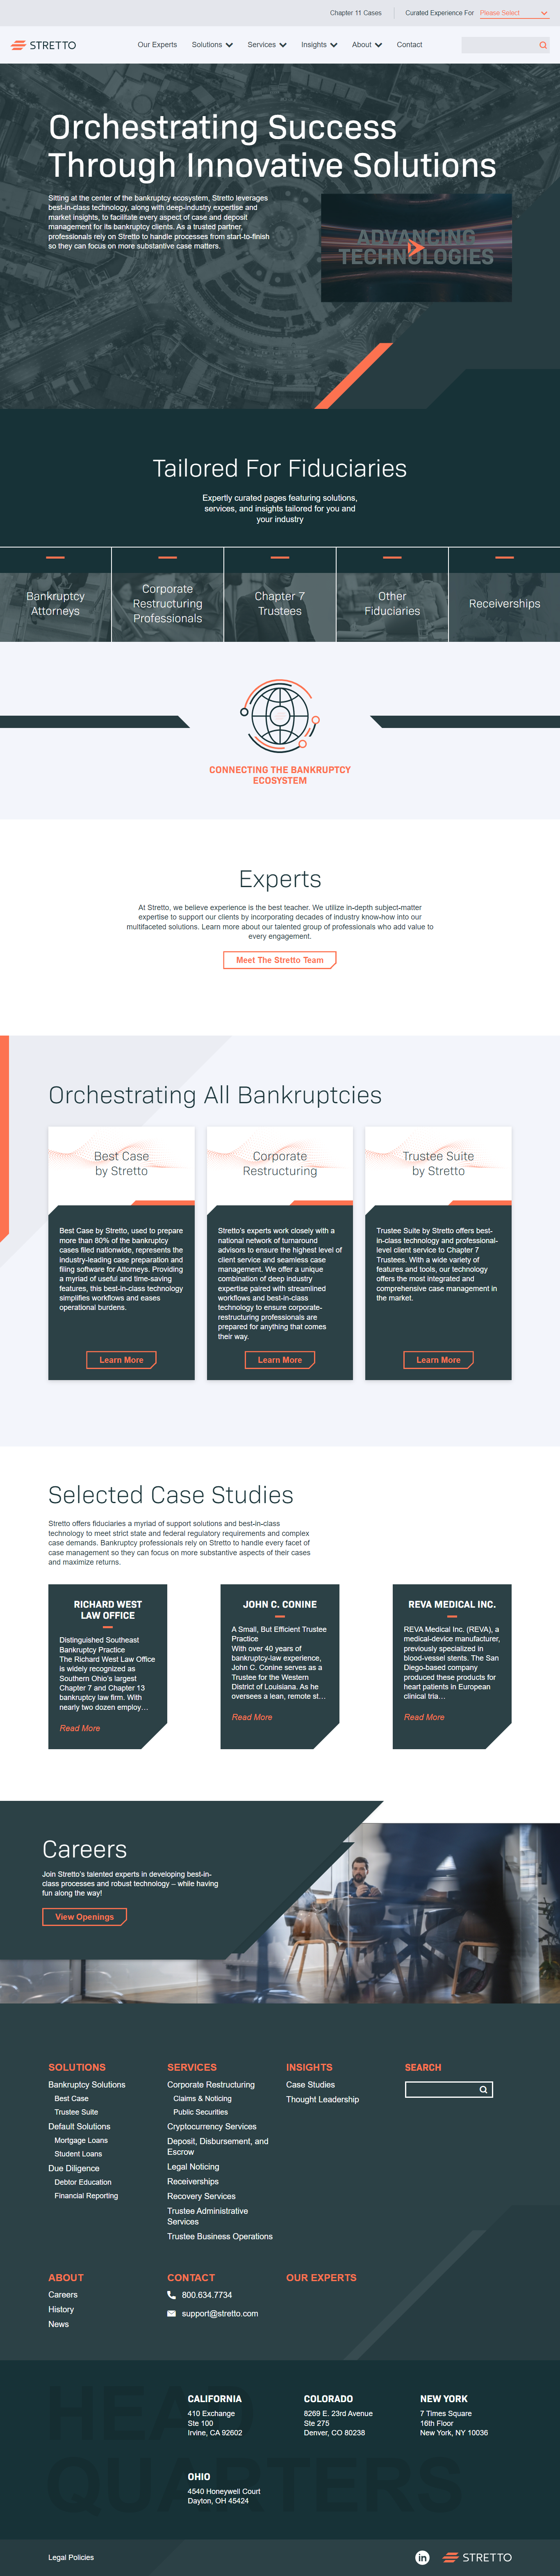 Chapter 11 Cases
Curated Experience For
Please Select
STRETTO
Our Experts
Solutions
Services
Insights
About
Contact
Orchestrating Success
Through Innovative Solutions
Sitting at the center of the bankruptcy ecosystem, Stretto leverages
best-in-class technology, along with deep-industry expertise and
market insights, to facilitate every aspect of case and deposit
management for its bankruptcy clients. As a trusted partner,
professionals rely on Stretto to handle processes from start-to-finish
so they can focus on more substantive case matters.
ADVANCING
TECHNOLOGIES
Tailored For Fiduciaries
Expertly curated pages featuring solutions,
services, and insights tailored for you and
your industry
Bankruptcy
Attorneys
Corporate
Restructuring
Professionals
Chapter 7
Trustees
Other
Fiduciaries
Receiverships
CONNECTING THE BANKRUPTCY
ECOSYSTEM
Experts
At Stretto, we believe experience is the best teacher. We utilize in-depth subject-matter
expertise to support our clients by incorporating decades of industry know-how into our
multifaceted solutions. Learn more about our talented group of professionals who add value to
every engagement.
Meet The Stretto Team
Orchestrating All Bankruptcies
Best Case
by Stretto
Best Case by Stretto, used to prepare
more than 80% of the bankruptcy
cases filed nationwide, represents the
industry-leading case preparation and
filing software for Attorneys. Providing
a myriad of useful and time-saving
features, this best-in-class technology
simplifies workflows and eases
operational burdens.
Learn More
Corporate
Restructuring
Stretto's experts work closely with a
national network of turnaround
advisors to ensure the highest level of
client service and seamless case
management. We offer a unique
combination of deep industry
expertise paired with streamlined
workflows and best-in-class
technology to ensure corporate-
restructuring professionals are
prepared for anything that comes
their way.
Learn More
Trustee Suite
by Stretto
Trustee Suite by Stretto offers best-
in-class technology and professional-
level client service to Chapter 7
Trustees. With a wide variety of
features and tools, our technology
offers the most integrated and
comprehensive case management in
the market.
Learn More
Selected Case Studies
Stretto offers fiduciaries a myriad of support solutions and best-in-class
technology to meet strict state and federal regulatory requirements and complex
case demands. Bankruptcy professionals rely on Stretto to handle every facet of
case management so they can focus on more substantive aspects of their cases
and maximize returns.
RICHARD WEST
LAW OFFICE
Distinguished Southeast
Bankruptcy Practice
The Richard West Law Office
is widely recognized as
Southern Ohio's largest
Chapter 7 and Chapter 13
bankruptcy law firm. With
nearly two dozen employ…
Read More
JOHN C. CONINE
A Small, But Efficient Trustee
Practice
With over 40 years of
bankruptcy-law experience,
John C. Conine serves as a
Trustee for the Western
District of Louisiana. As he
oversees a lean, remote st…
Read More
REVA MEDICAL INC.
REVA Medical Inc. (REVA), a
medical-device manufacturer,
previously specialized in
blood-vessel stents. The San
Diego-based company
produced these products for
heart patients in European
clinical tria…
Read More
Careers
Join Stretto's talented experts in developing best-in-
class processes and robust technology – while having
fun along the way!
View Openings
SOLUTIONS
Bankruptcy Solutions
Best Case
Trustee Suite
Default Solutions
Mortgage Loans
Student Loans
Due Diligence
Debtor Education
Financial Reporting
SERVICES
Corporate Restructuring
Claims & Noticing
Public Securities
Cryptocurrency Services
Deposit, Disbursement, and
Escrow
Legal Noticing
Receiverships
Recovery Services
Trustee Administrative
Services
Trustee Business Operations
INSIGHTS
Case Studies
Thought Leadership
SEARCH
ABOUT
Careers
History
News
CONTACT
800.634.7734
support@stretto.com
OUR EXPERTS
HEAD
QUARTERS
CALIFORNIA
410 Exchange
Ste 100
Irvine, CA 92602
COLORADO
8269 E. 23rd Avenue
Ste 275
Denver, CO 80238
NEW YORK
7 Times Square
16th Floor
New York, NY 10036
OHIO
4540 Honeywell Court
Dayton, OH 45424
Legal Policies
in
STRETTO